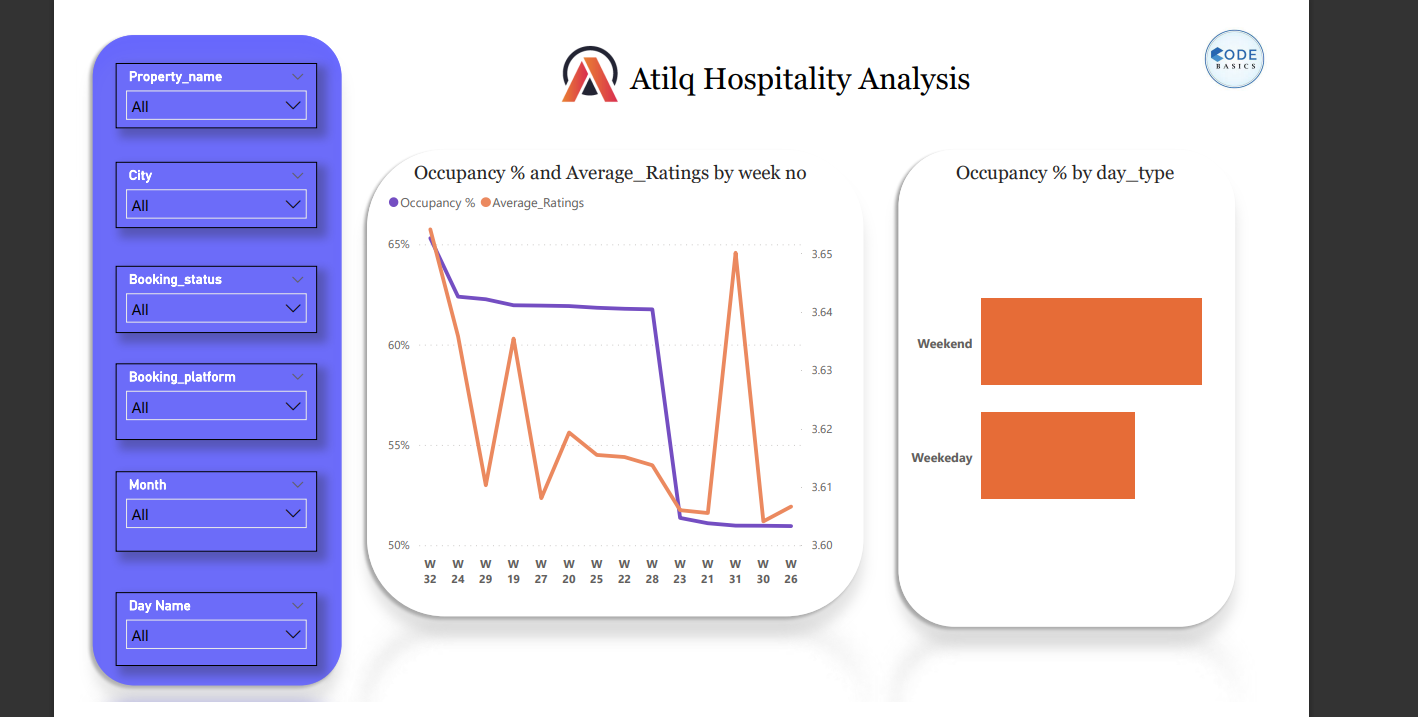 Property_name
All
City
All
Booking_status
All
Booking_platform
All
Month
All
Day Name
All
Atilq Hospitality Analysis
CODE
BASICS
Occupancy % and Average_Ratings by week no
Occupancy % Average_Ratings
65%
60%
55%
50%
3.65
3.64
3.63
3.62
3.61
3.60
W W W W W W W W W W W W W W
32 24 29 19 27 20 25 22 28 23 21 31 30 26
Occupancy % by day_type
Weekend
Weekeday